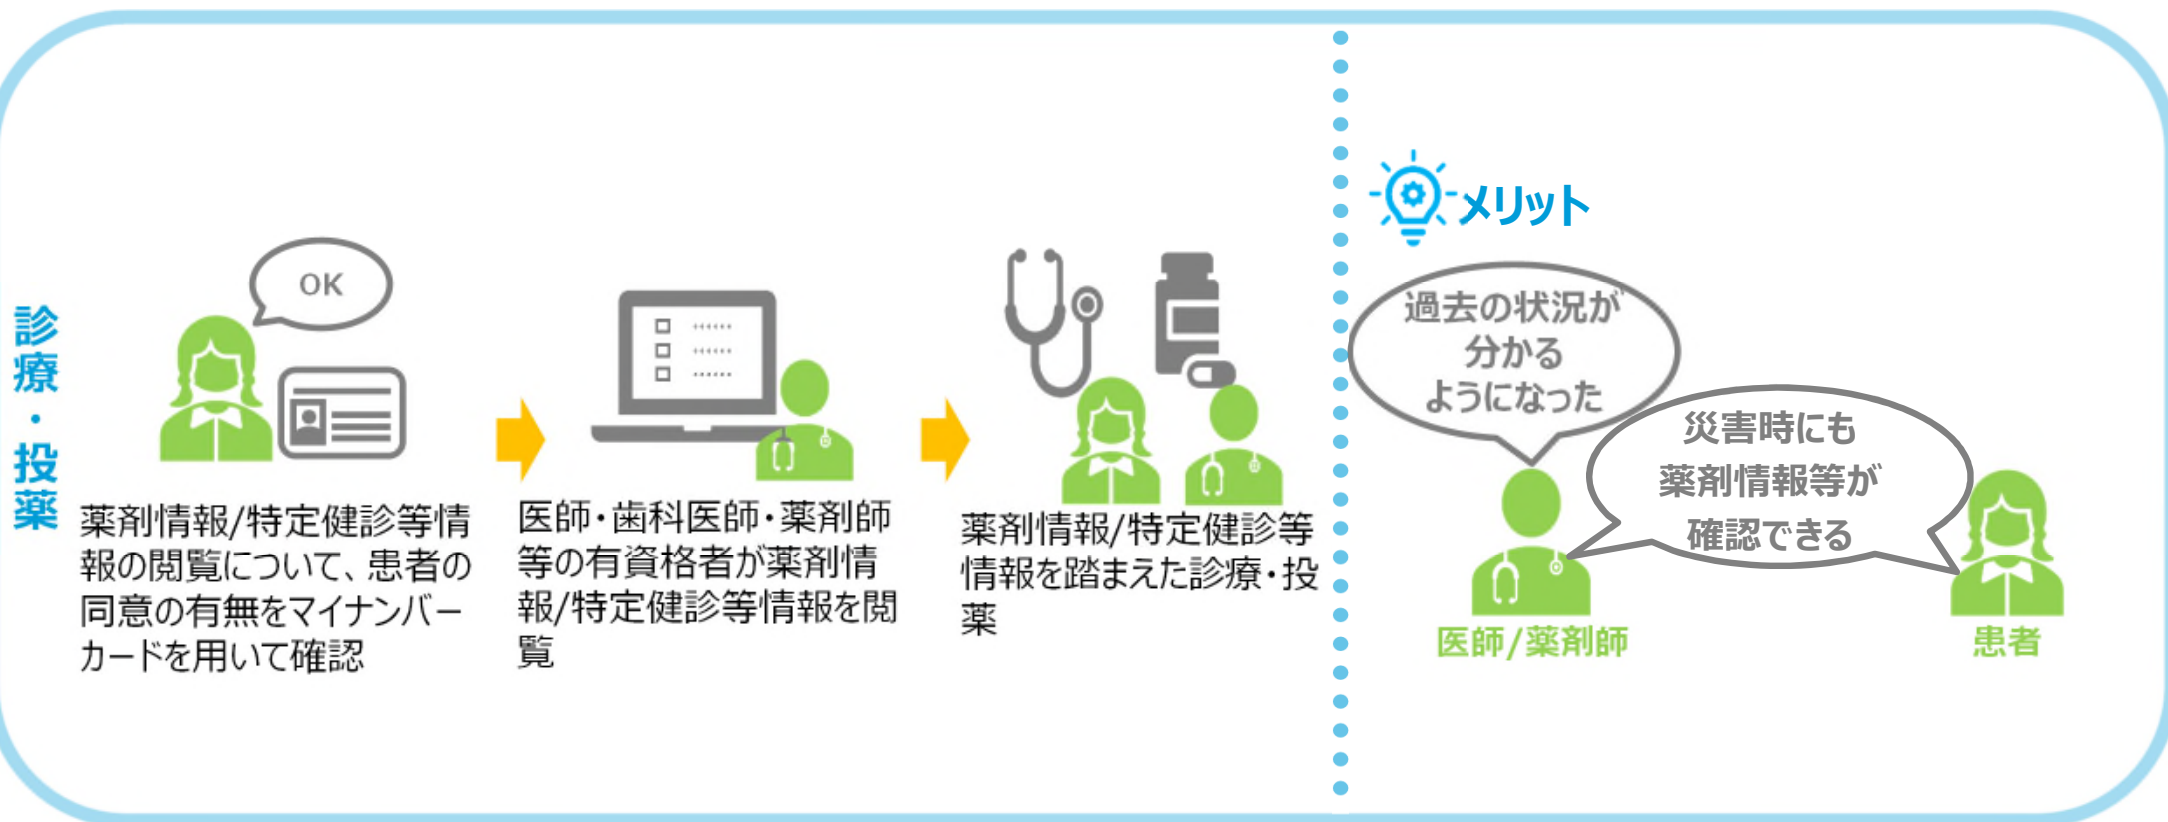 診療・投薬
OK
薬剤情報/特定健診等情
報の閲覧について、患者の
同意の有無をマイナンバー
カードを用いて確認
医師・歯科医師・薬剤師
等の有資格者が薬剤情
報/特定健診等情報を閲
覧
薬剤情報/特定健診等
情報を踏まえた診療・投
薬
メリット
過去の状況が
分かる
ようになった
災害時にも
薬剤情報等が
確認できる
医師/薬剤師
患者